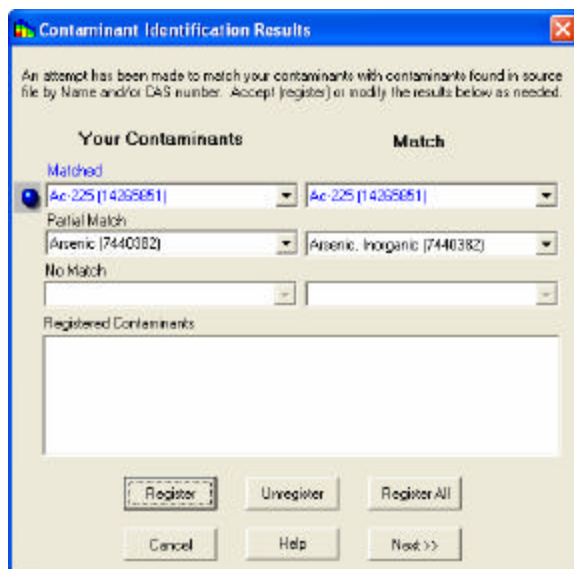 Contaminant Identification Results
An attempt has been made to match your contaminants with contaminants found in source
file by Name and/or CAS number. Accept (register) or modify the results below as needed.
Your Contaminants Match
Matched
Ac-225 (14265851) Ac-225 (14265851)
Partial Match
Arsenic (7440382) Arsenic, Inorganic (7440382)
No Match
Registered Contaminants
Register Unregister Register All
Cancel Help Next >>